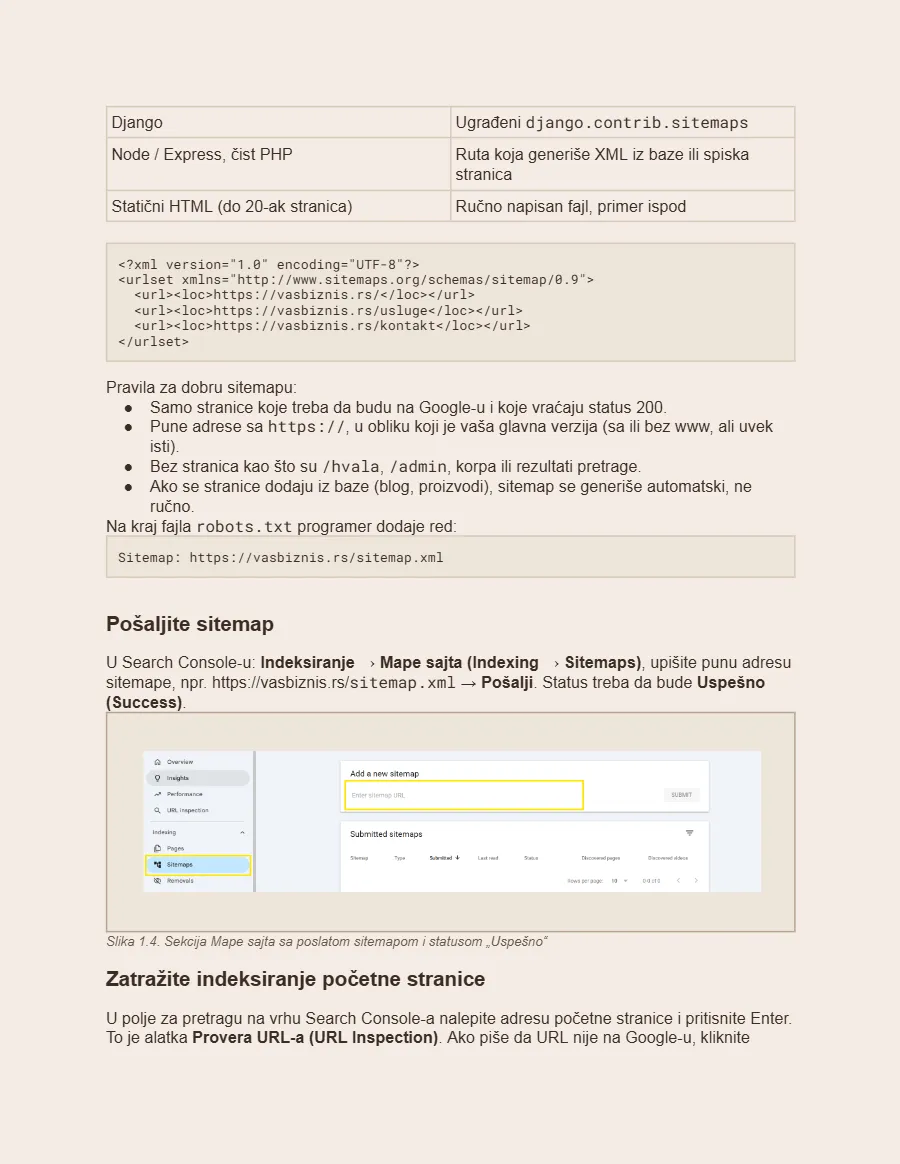 Django
Ugrađeni django.contrib.sitemaps
Node / Express, čist PHP
Ruta koja generiše XML iz baze ili spiska
stranica
Statični HTML (do 20-ak stranica)
Ručno napisan fajl, primer ispod
<?xml version="1.0" encoding="UTF-8"?>
<urlset xmlns="http://www.sitemaps.org/schemas/sitemap/0.9">
  <url><loc>https://vasbiznis.rs/</loc></url>
  <url><loc>https://vasbiznis.rs/usluge</loc></url>
  <url><loc>https://vasbiznis.rs/kontakt</loc></url>
</urlset>
Pravila za dobru sitemapu:
● Samo stranice koje treba da budu na Google-u i koje vraćaju status 200.
● Pune adrese sa https://, u obliku koji je vaša glavna verzija (sa ili bez www, ali uvek
isti).
● Bez stranica kao što su /hvala, /admin, korpa ili rezultati pretrage.
● Ako se stranice dodaju iz baze (blog, proizvodi), sitemap se generiše automatski, ne
ručno.
Na kraj fajla robots.txt programer dodaje red:
Sitemap: https://vasbiznis.rs/sitemap.xml
Pošaljite sitemap
U Search Console-u: Indeksiranje → Mape sajta (Indexing → Sitemaps), upišite punu adresu
sitemape, npr. https://vasbiznis.rs/sitemap.xml → Pošalji. Status treba da bude Uspešno
(Success).
Overview
Insights
Performance
URL inspection
Indexing
Pages
Sitemaps
Removals
Add a new sitemap
Enter sitemap URL
SUBMIT
Submitted sitemaps
Sitemap Type Submitted ↓ Last read Status Discovered pages Discovered videos
Rows per page: 10 0-0 of 0
Slika 1.4. Sekcija Mape sajta sa poslatom sitemapom i statusom „Uspešno“
Zatražite indeksiranje početne stranice
U polje za pretragu na vrhu Search Console-a nalepite adresu početne stranice i pritisnite Enter.
To je alatka Provera URL-a (URL Inspection). Ako piše da URL nije na Google-u, kliknite